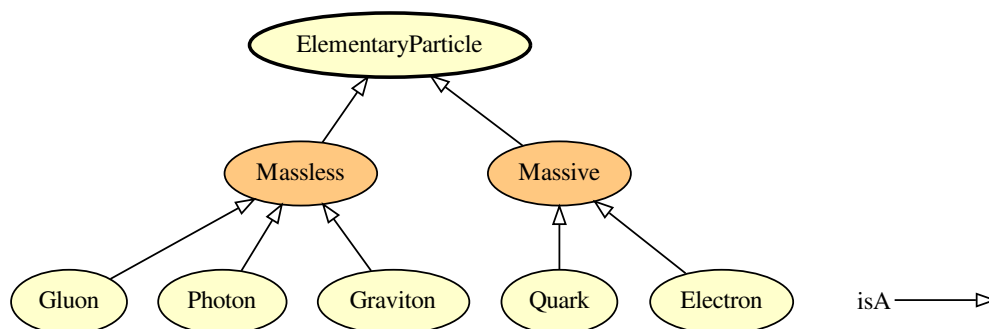 ElementaryParticle
Massless
Massive
Gluon
Photon
Graviton
Quark
Electron
isA